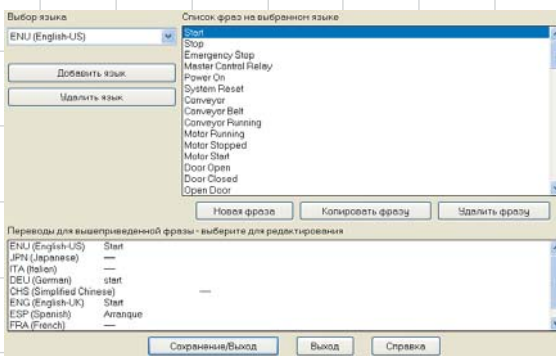 Выбор языка
ENU (English-US)
Добавить язык
Удалить язык
Список фраз на выбранном языке
Start
Stop
Emergency Stop
Master Control Relay
Power On
System Reset
Conveyor
Conveyor Belt
Conveyor Running
Motor Running
Motor Stopped
Motor Start
Door Open
Door Closed
Open Door
Новая фраза
Копировать фразу
Удалить фразу
Переводы для вышеприведенной фразы - выберите для редактирования
ENU (English-US) Start
JPN (Japanese) —
ITA (Italian) —
DEU (German) start
CHS (Simplified Chinese) —
ENG (English-UK) Start
ESP (Spanish) Arranque
FRA (French) —
Сохранение/Выход
Выход
Справка